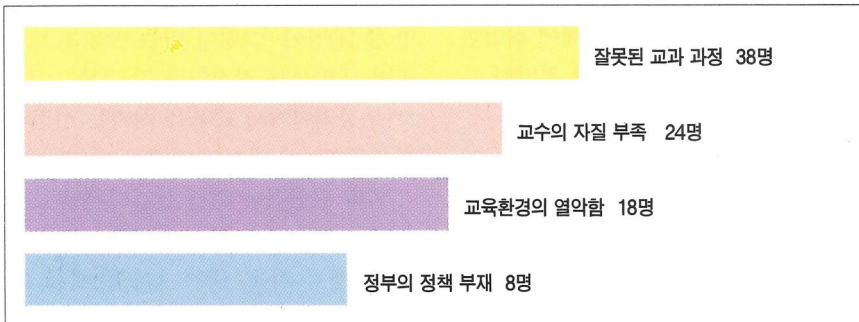 잘못된 교과 과정 38명
교수의 자질 부족 24명
교육환경의 열악함 18명
정부의 정책 부재 8명